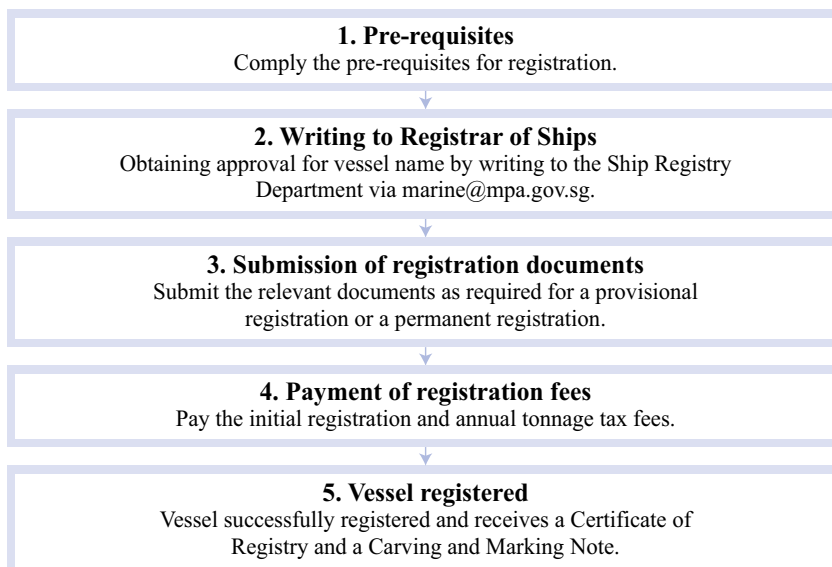 1. Pre-requisites
Comply the pre-requisites for registration.
2. Writing to Registrar of Ships
Obtaining approval for vessel name by writing to the Ship Registry
Department via marine@mpa.gov.sg.
3. Submission of registration documents
Submit the relevant documents as required for a provisional
registration or a permanent registration.
4. Payment of registration fees
Pay the initial registration and annual tonnage tax fees.
5. Vessel registered
Vessel successfully registered and receives a Certificate of
Registry and a Carving and Marking Note.